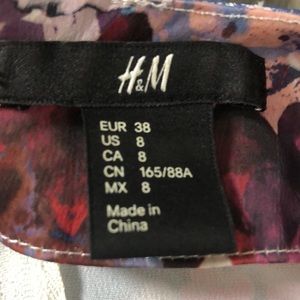 H&M
EUR 38
US 8
CA 8
CN 165/88A
MX 8
Made in
China